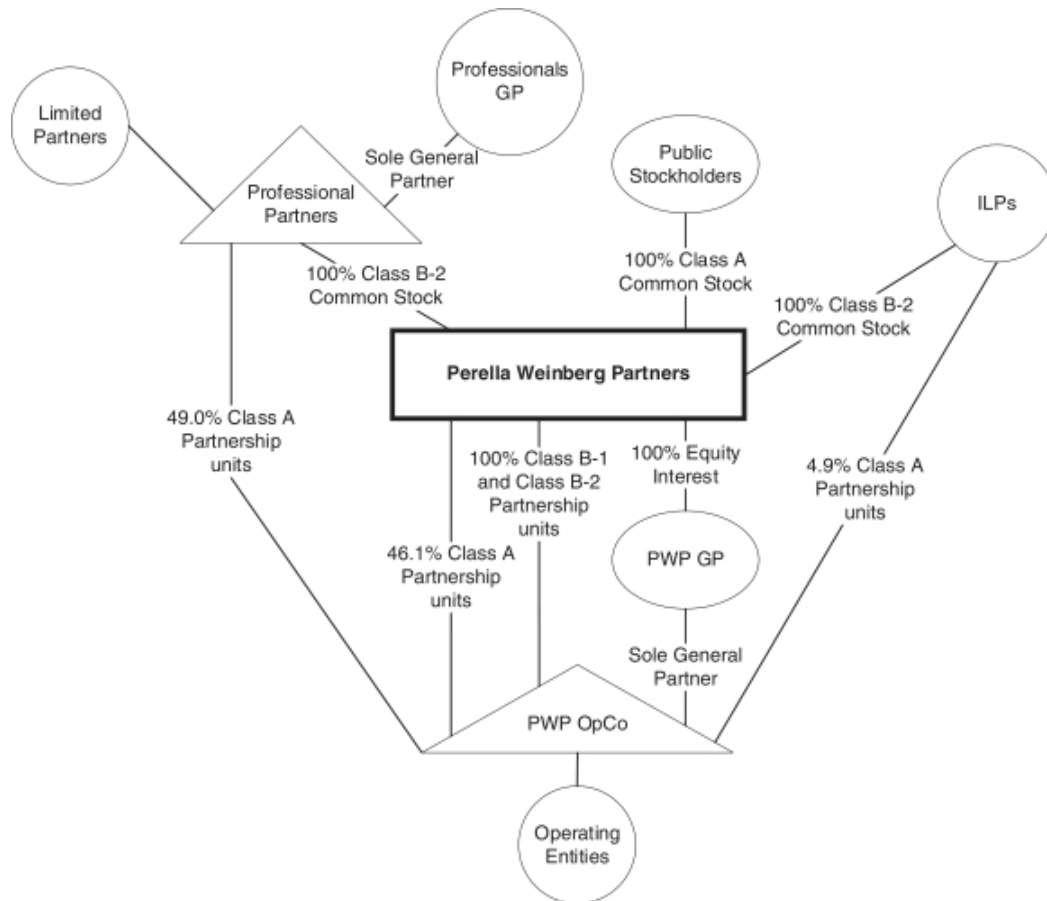 Professionals
GP
Limited
Partners
Sole General
Partner
Public
Stockholders
Professional
Partners
ILPs
100% Class B-2
Common Stock
100% Class A
Common Stock
100% Class B-2
Common Stock
Perella Weinberg Partners
49.0% Class A
Partnership
units
100% Class B-1
and Class B-2
Partnership
units
100% Equity
Interest
4.9% Class A
Partnership
units
46.1% Class A
Partnership
units
PWP GP
Sole General
Partner
PWP OpCo
Operating
Entities